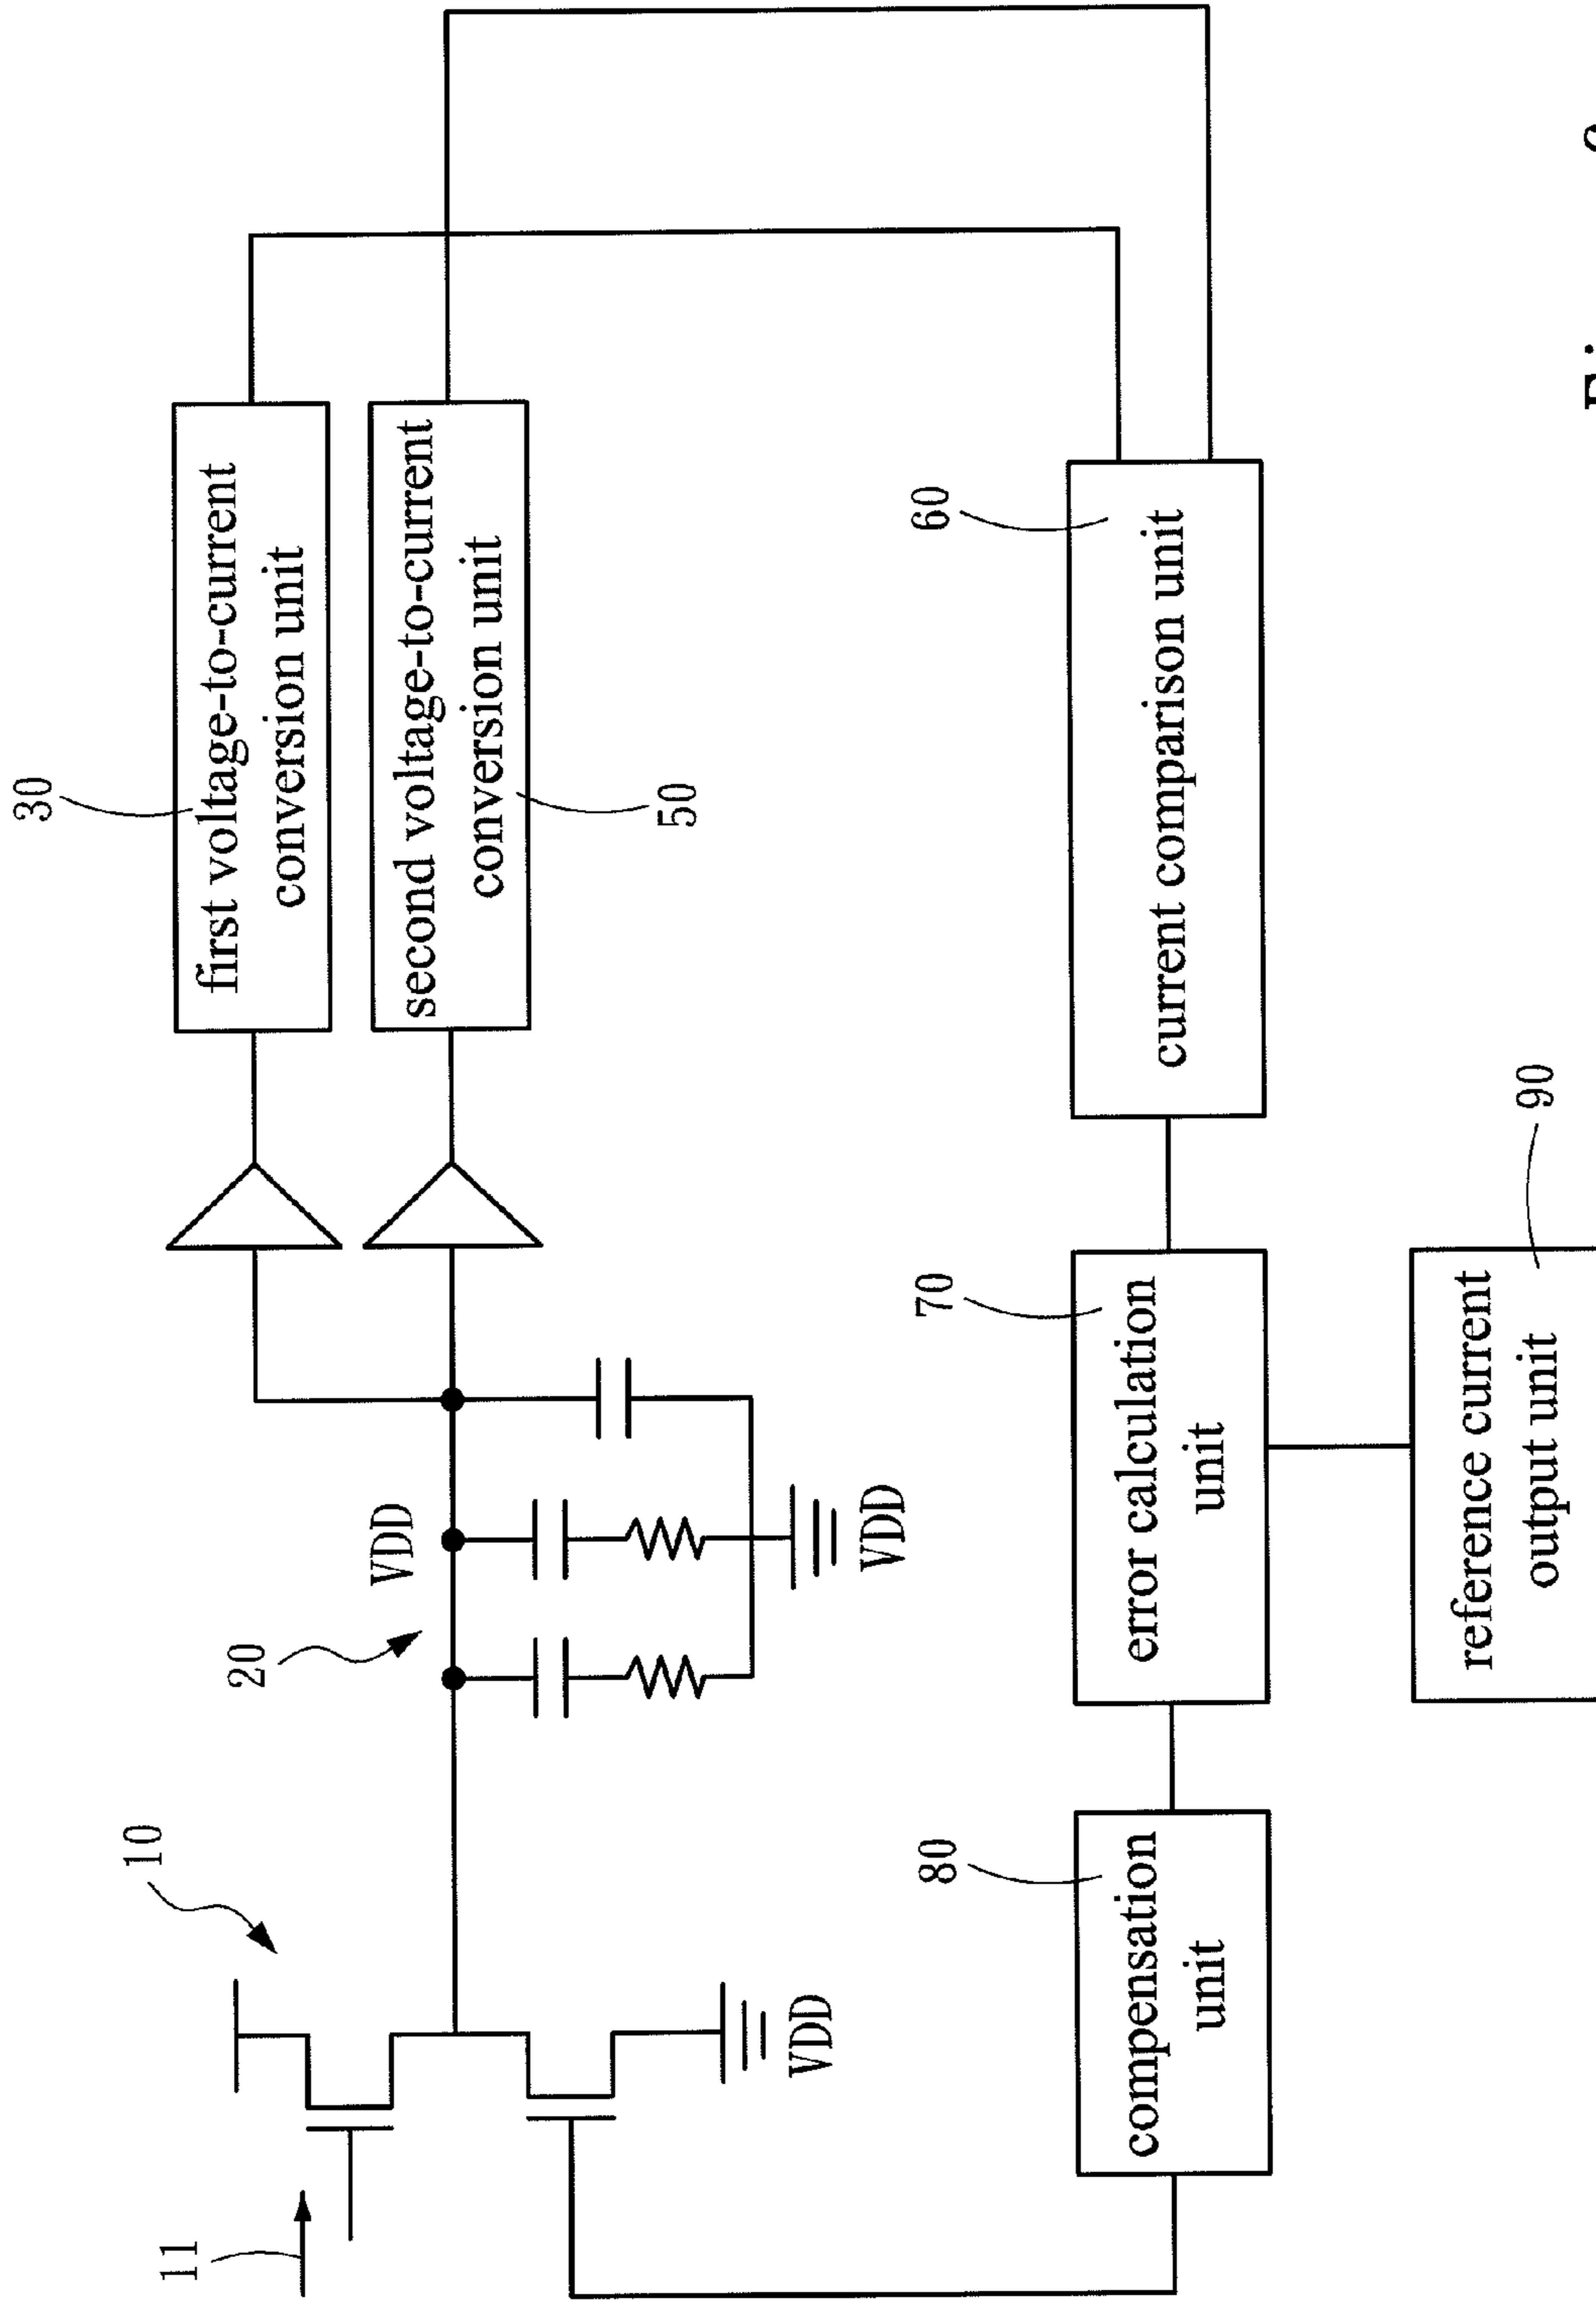 30
first voltage-to-current
conversion unit
second voltage-to-current
conversion unit
50
10
11
20
VDD
VDD
VDD
60
current comparison unit
70
error calculation
unit
80
compensation
unit
90
reference current
output unit